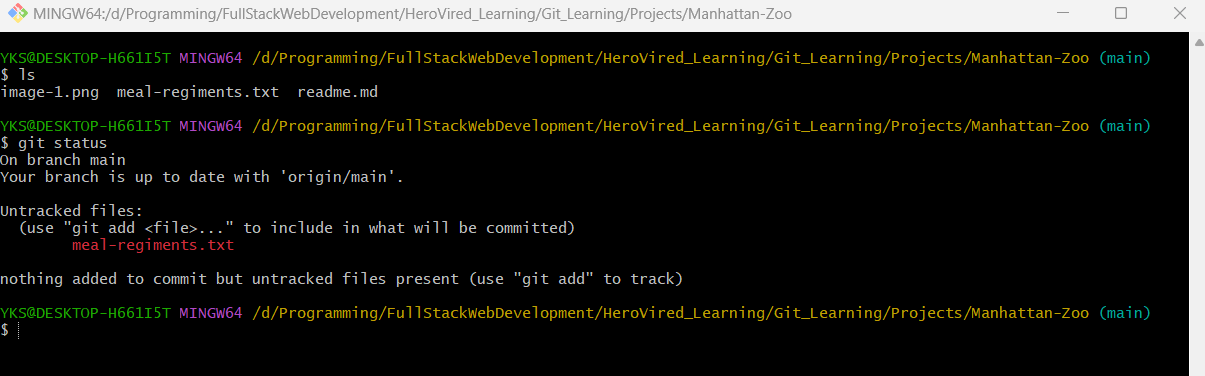 MINGW64:/d/Programming/FullStackWebDevelopment/HeroVired_Learning/Git_Learning/Projects/Manhattan-Zoo
YKS@DESKTOP-H661I5T MINGW64 /d/Programming/FullStackWebDevelopment/HeroVired_Learning/Git_Learning/Projects/Manhattan-Zoo (main)
$ ls
image-1.png  meal-regiments.txt  readme.md
YKS@DESKTOP-H661I5T MINGW64 /d/Programming/FullStackWebDevelopment/HeroVired_Learning/Git_Learning/Projects/Manhattan-Zoo (main)
$ git status
On branch main
Your branch is up to date with 'origin/main'.
Untracked files:
  (use "git add <file>..." to include in what will be committed)
        meal-regiments.txt
nothing added to commit but untracked files present (use "git add" to track)
YKS@DESKTOP-H661I5T MINGW64 /d/Programming/FullStackWebDevelopment/HeroVired_Learning/Git_Learning/Projects/Manhattan-Zoo (main)
$